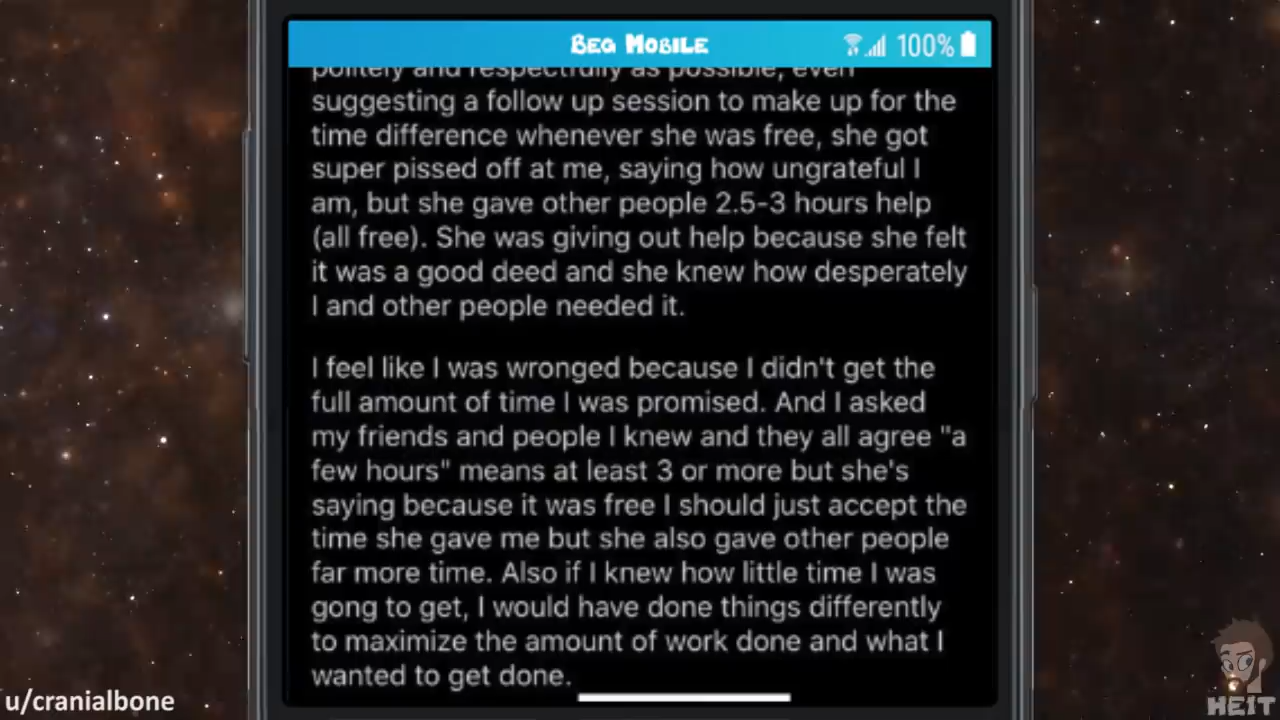 BEG MOBILE
100%
politely and respectfully as possible, even
suggesting a follow up session to make up for the
time difference whenever she was free, she got
super pissed off at me, saying how ungrateful I
am, but she gave other people 2.5-3 hours help
(all free). She was giving out help because she felt
it was a good deed and she knew how desperately
I and other people needed it.
I feel like I was wronged because I didn't get the
full amount of time I was promised. And I asked
my friends and people I knew and they all agree "a
few hours" means at least 3 or more but she's
saying because it was free I should just accept the
time she gave me but she also gave other people
far more time. Also if I knew how little time I was
gong to get, I would have done things differently
to maximize the amount of work done and what I
wanted to get done.
u/cranialbone
HEIT